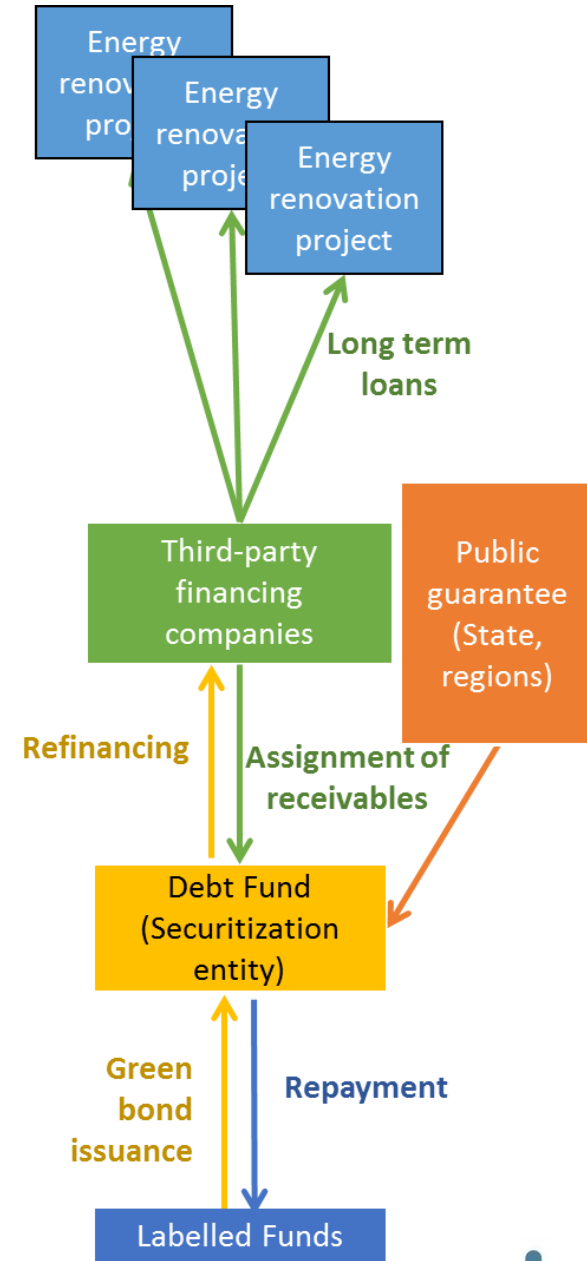 Energy
Energy
Energy
renovation
project
Long term
loans
Third-party
financing
companies
Public
guarantee
(State,
regions)
Refinancing
Assignment of
receivables
Debt Fund
(Securitization
entity)
Green
bond
issuance
Repayment
Labelled Funds